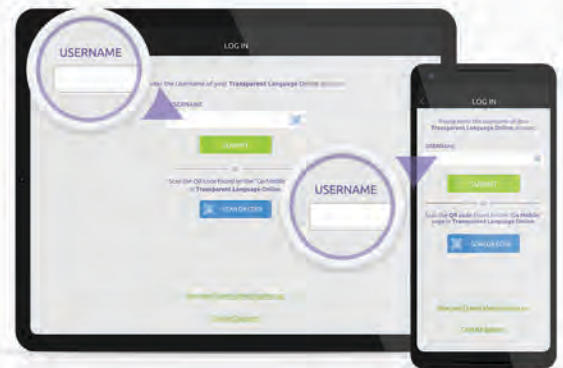 USERNAME
LOG IN
Enter the Username of your Transparent Language Online
USERNAME
SUBMIT
Scan the QR code found on the "Go Mobile"
in Transparent Language Online.
SCAN QR CODE
USERNAME
LOG IN
Please enter the username of your
Transparent Language Online account.
USERNAME
SUBMIT
Scan the QR code found on the "Go Mobile"
page in Transparent Language Online.
SCAN QR CODE